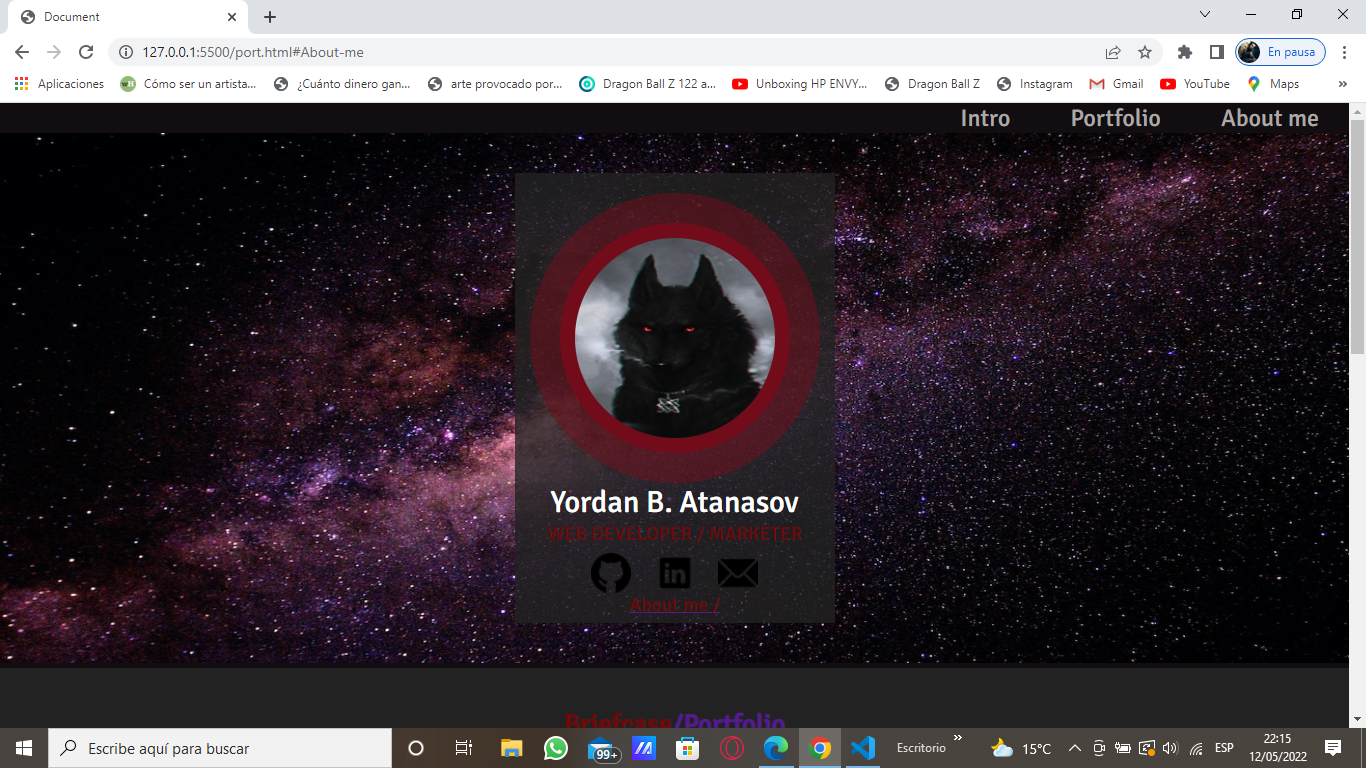 Document
127.0.0.1:5500/port.html#About-me
En pausa
Aplicaciones
Cómo ser un artista...
¿Cuánto dinero gan...
arte provocado por...
Dragon Ball Z 122 a...
Unboxing HP ENVY...
Dragon Ball Z
Instagram
Gmail
YouTube
Maps
»
Intro
Portfolio
About me
Yordan B. Atanasov
WEB DEVELOPER / MARKETER
in
About me /
Briefcase/Portfolio
Escribe aquí para buscar
99+
Escritorio
»
15°C
ESP
22:15
12/05/2022